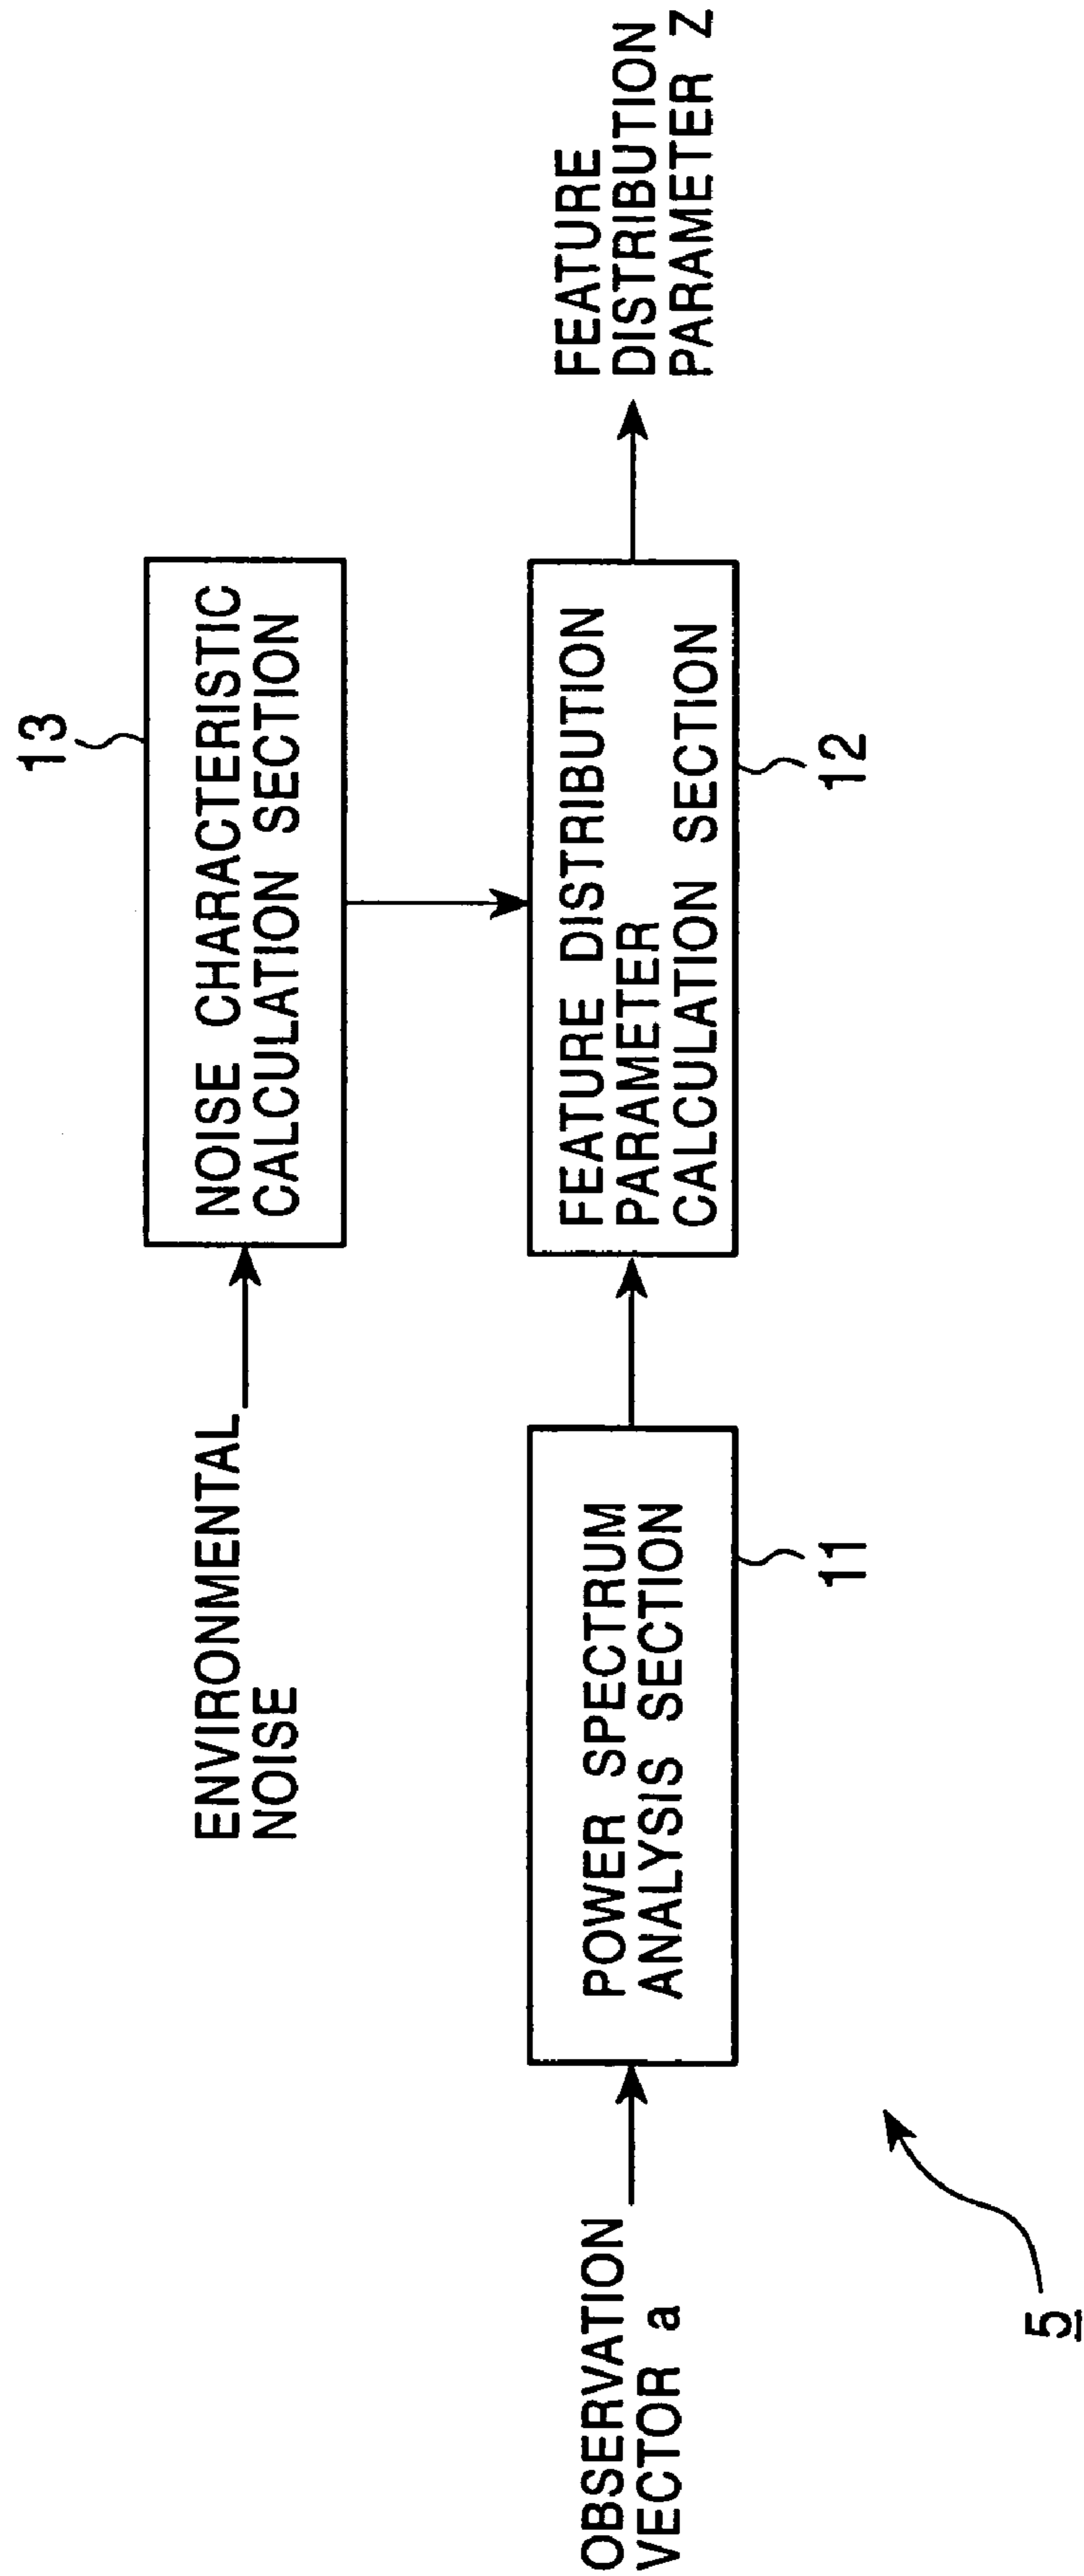 13
ENVIRONMENTAL
NOISE
NOISE CHARACTERISTIC
CALCULATION SECTION
OBSERVATION
VECTOR a
POWER SPECTRUM
ANALYSIS SECTION
11
FEATURE DISTRIBUTION
PARAMETER
CALCULATION SECTION
12
FEATURE
DISTRIBUTION
PARAMETER Z
5